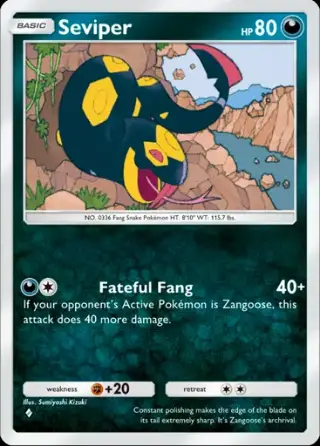 BASIC Seviper HP 80
NO. 0336 Fang Snake Pokémon HT: 8'10" WT: 115.7 lbs.
Fateful Fang 40+
If your opponent's Active Pokémon is Zangoose, this
attack does 40 more damage.
weakness +20 retreat
Illus. Sumiyoshi Kizuki
Constant polishing makes the edge of the blade on
its tail extremely sharp. It's Zangoose's archrival.